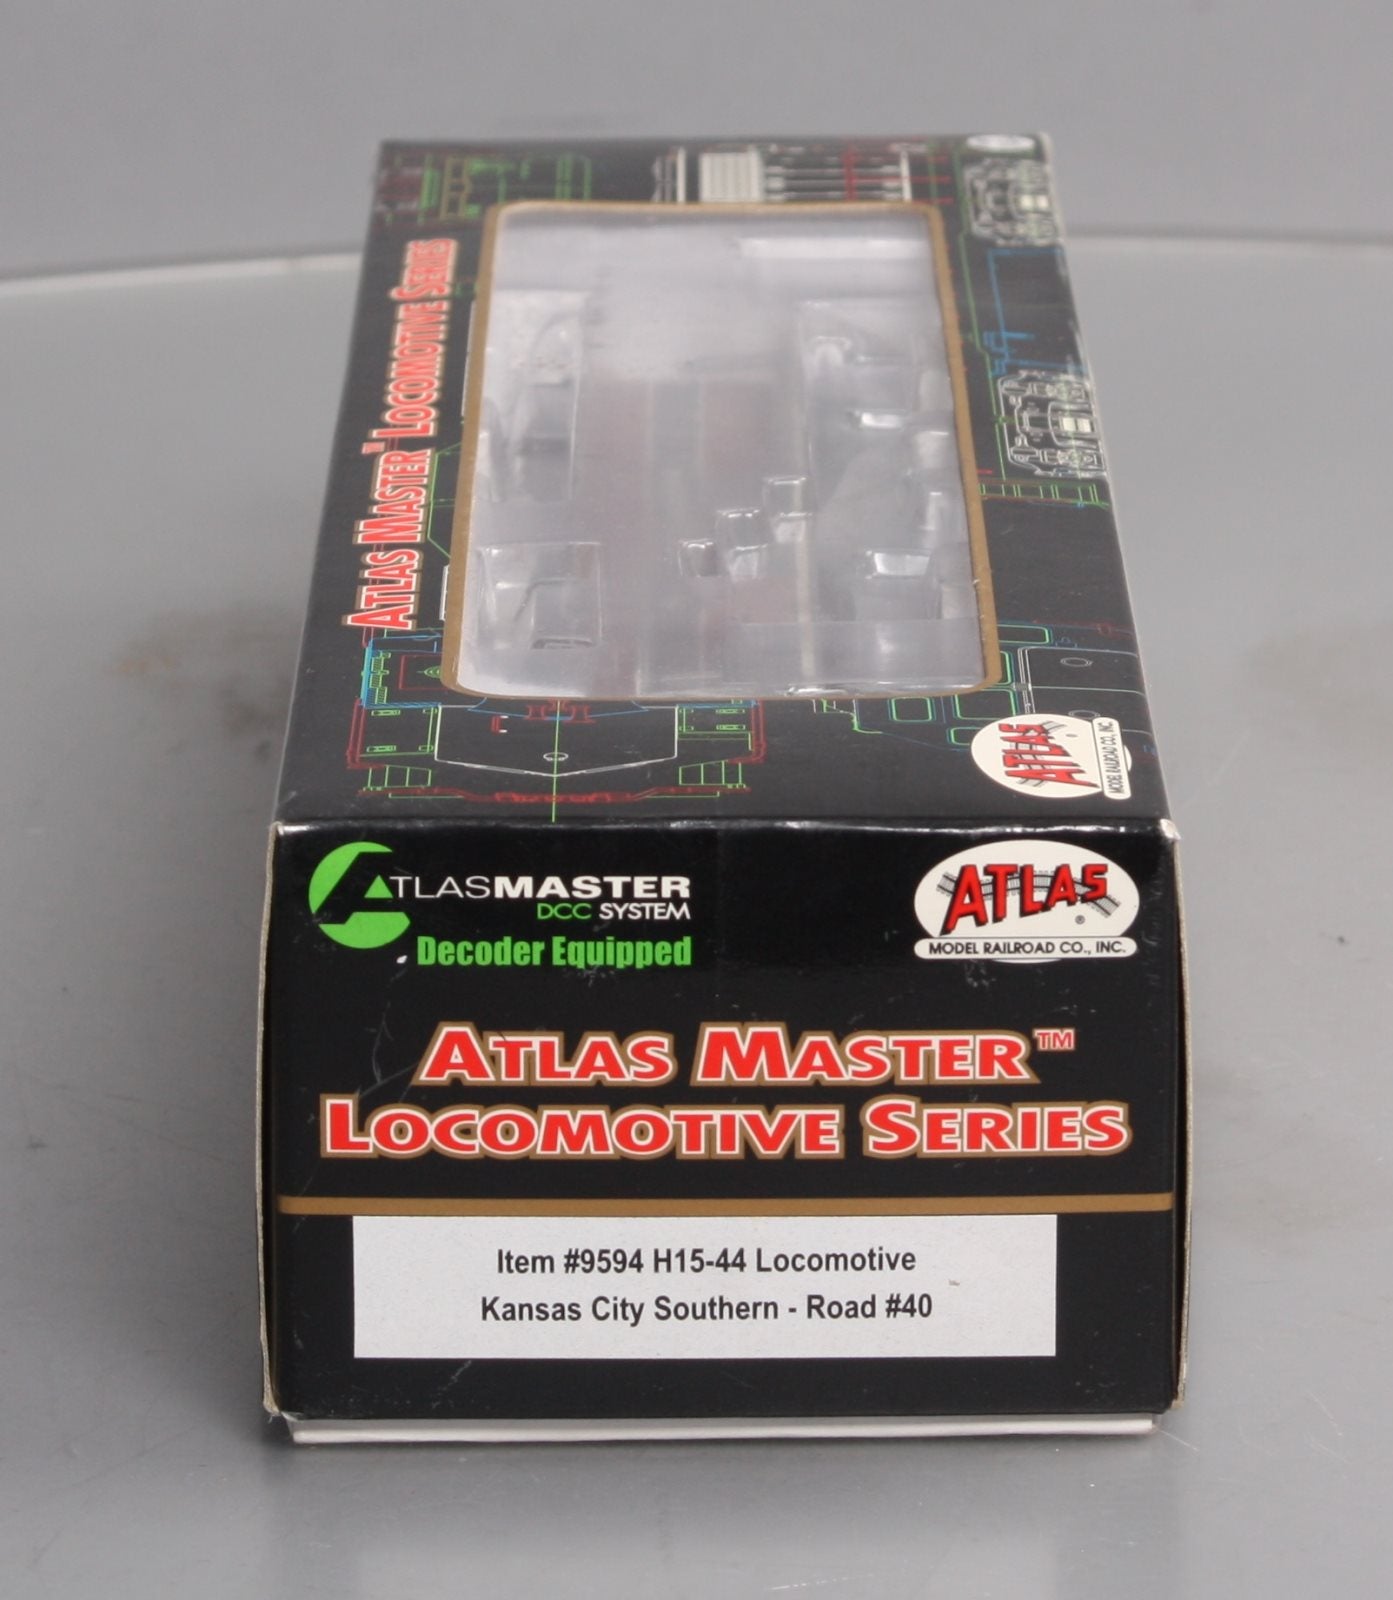 ATLAS MASTER™ LOCOMOTIVE SERIES
ATLAS
MODEL RAILROAD CO., INC.
ATLASMASTER
DCC SYSTEM
Decoder Equipped
ATLAS®
MODEL RAILROAD CO., INC.
ATLAS MASTER™
LOCOMOTIVE SERIES
Item #9594 H15-44 Locomotive
Kansas City Southern - Road #40